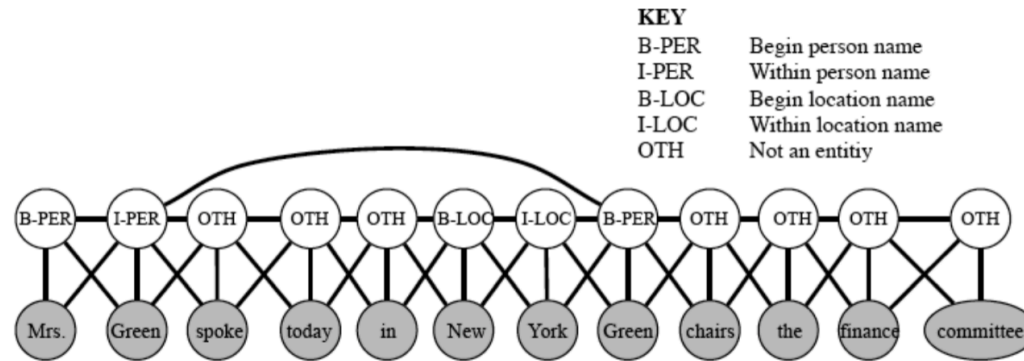 KEY
B-PER Begin person name
I-PER Within person name
B-LOC Begin location name
I-LOC Within location name
OTH Not an entitiy
B-PER I-PER OTH OTH OTH B-LOC I-LOC B-PER OTH OTH OTH OTH
Mrs. Green spoke today in New York Green chairs the finance committee